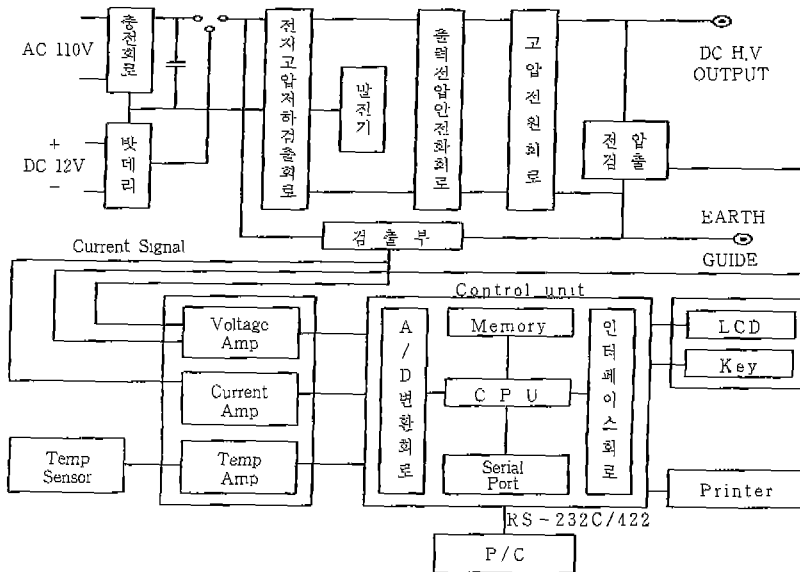 AC 110V
충전회로
DC 12V
+
−
밧데리
전지고압저하검출회로
발진기
출력전압안전화회로
고압전원회로
DC H.V
OUTPUT
전압
검출
EARTH
GUIDE
검출부
Current Signal
Voltage
Amp
Current
Amp
Temp
Amp
Temp
Sensor
Control unit
A/D변환회로
Memory
CPU
Serial
Port
인터페이스회로
LCD
Key
Printer
RS-232C/422
P/C